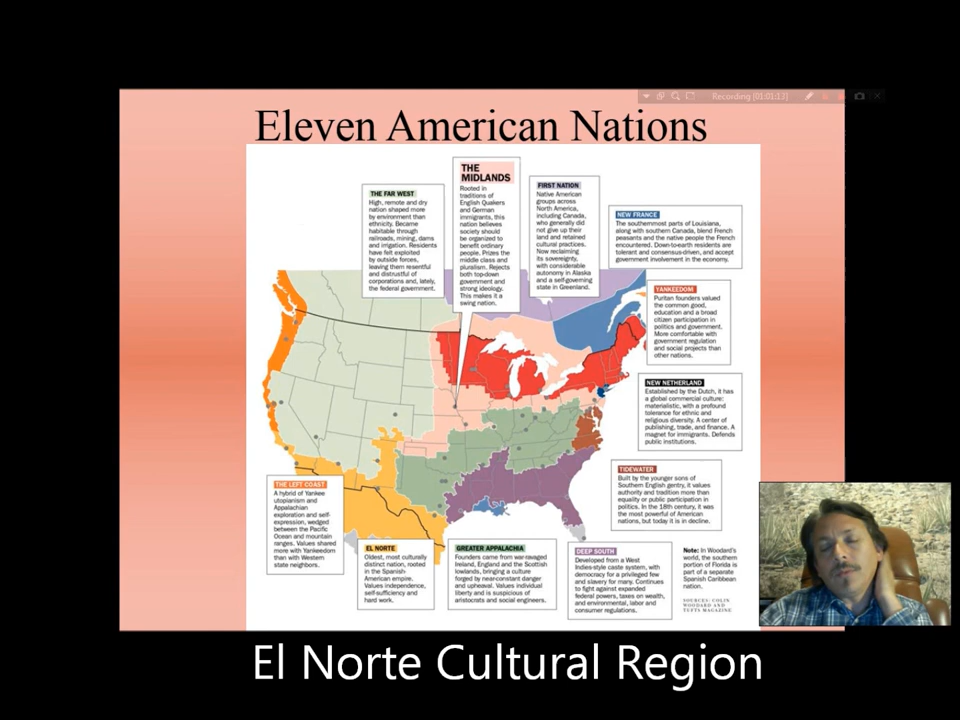 Recording [01:01:13]
Eleven American Nations
THE FAR WEST
High, remote and dry
nation shaped more
by environment than
ethnicity. Became
habitable through
railroads, mining, dams
and irrigation. Residents
have felt exploited
by outside forces,
leaving them resentful
and distrustful of
corporations and, lately,
the federal government.
THE
MIDLANDS
Rooted in
traditions of
English Quakers
and German
immigrants, this
nation believes
society should
be organized to
benefit ordinary
people. Prizes the
middle class and
pluralism. Rejects
both top-down
government and
strong ideology.
This makes it a
swing nation.
FIRST NATION
Native American
groups across
North America,
including Canada,
who generally did
not give up their
land and retained
cultural practices.
Now reclaiming
its sovereignty,
with considerable
autonomy in Alaska
and a self-governing
state in Greenland.
NEW FRANCE
The southernmost parts of Louisiana,
along with southern Canada, blend French
peasants and the native people the French
encountered. Down-to-earth residents are
tolerant and consensus-driven, and accept
government involvement in the economy.
YANKEEDOM
Puritan founders valued
the common good,
education and a broad
citizen participation in
politics and government.
More comfortable with
government regulation
and social projects than
other nations.
NEW NETHERLAND
Established by the Dutch, it has
a global commercial culture:
materialistic, with a profound
tolerance for ethnic and
religious diversity. A center of
publishing, trade, and finance. A
magnet for immigrants. Defends
public institutions.
TIDEWATER
Built by the younger sons of
Southern English gentry, it values
authority and tradition more than
equality or public participation in
politics. In the 18th century, it was
the most powerful of American
nations, but today it is in decline.
THE LEFT COAST
A hybrid of Yankee
utopianism and
Appalachian
exploration and self-
expression, wedged
between the Pacific
Ocean and mountain
ranges. Values shared
more with Yankeedom
than with Western
state neighbors.
EL NORTE
Oldest, most culturally
distinct nation, rooted
in the Spanish-
American empire.
Values independence,
self-sufficiency and
hard work.
GREATER APPALACHIA
Founders came from war-ravaged
Ireland, England and the Scottish
lowlands, bringing a culture
forged by near-constant danger
and upheaval. Values individual
liberty and is suspicious of
aristocrats and social engineers.
DEEP SOUTH
Developed from a West
Indies-style caste system, with
democracy for a privileged few
and slavery for many. Continues
to fight against expanded
federal powers, taxes on wealth,
and environmental, labor and
consumer regulations.
Note: In Woodard's
world, the southern
portion of Florida is
part of a separate
Spanish Caribbean
nation.
SOURCES: COLIN
WOODARD AND
TUFTS MAGAZINE
El Norte Cultural Region